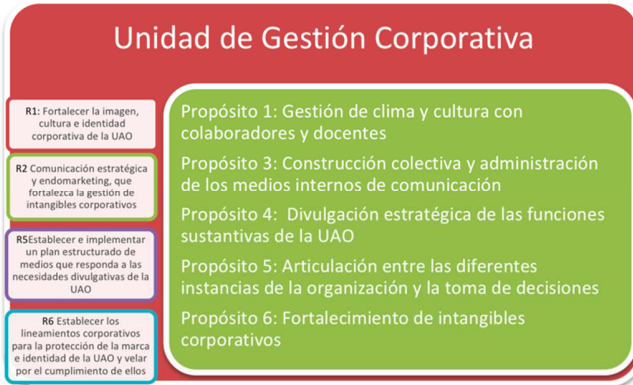 Unidad de Gestión Corporativa
R1: Fortalecer la imagen,
cultura e identidad
corporativa de la UAO
R2 Comunicación estratégica
y endomarketing, que
fortalezca la gestión de
intangibles corporativos
R5Establecer e implementar
un plan estructurado de
medios que responda a las
necesidades divulgativas de la
UAO
R6 Establecer los
lineamientos corporativos
para la protección de la marca
e identidad de la UAO y velar
por el cumplimiento de ellos
Propósito 1: Gestión de clima y cultura con
colaboradores y docentes
Propósito 3: Construcción colectiva y administración
de los medios internos de comunicación
Propósito 4:  Divulgación estratégica de las funciones
sustantivas de la UAO
Propósito 5: Articulación entre las diferentes
instancias de la organización y la toma de decisiones
Propósito 6: Fortalecimiento de intangibles
corporativos